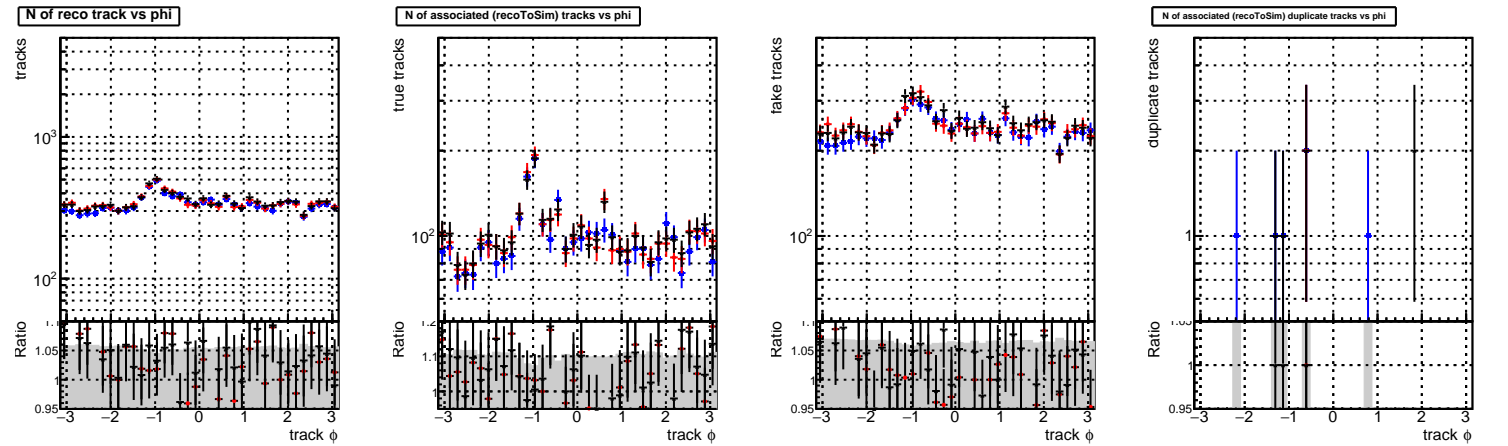 N of reco track vs phi
tracks
10³
10²
Ratio
1.05
1
0.95
−3 −2 −1 0 1 2 3
track ϕ
N of associated (recoToSim) tracks vs phi
true tracks
10²
Ratio
1.2
1.1
1
−3 −2 −1 0 1 2 3
track ϕ
fake tracks
10²
Ratio
1.05
1
0.95
−3 −2 −1 0 1 2 3
track ϕ
N of associated (recoToSim) duplicate tracks vs phi
duplicate tracks
1
Ratio
1.05
1
0.95
−3 −2 −1 0 1 2 3
track ϕ